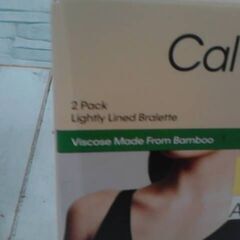 Cal
2 Pack
Lightly Lined Bralette
Viscose Made From Bamboo
A